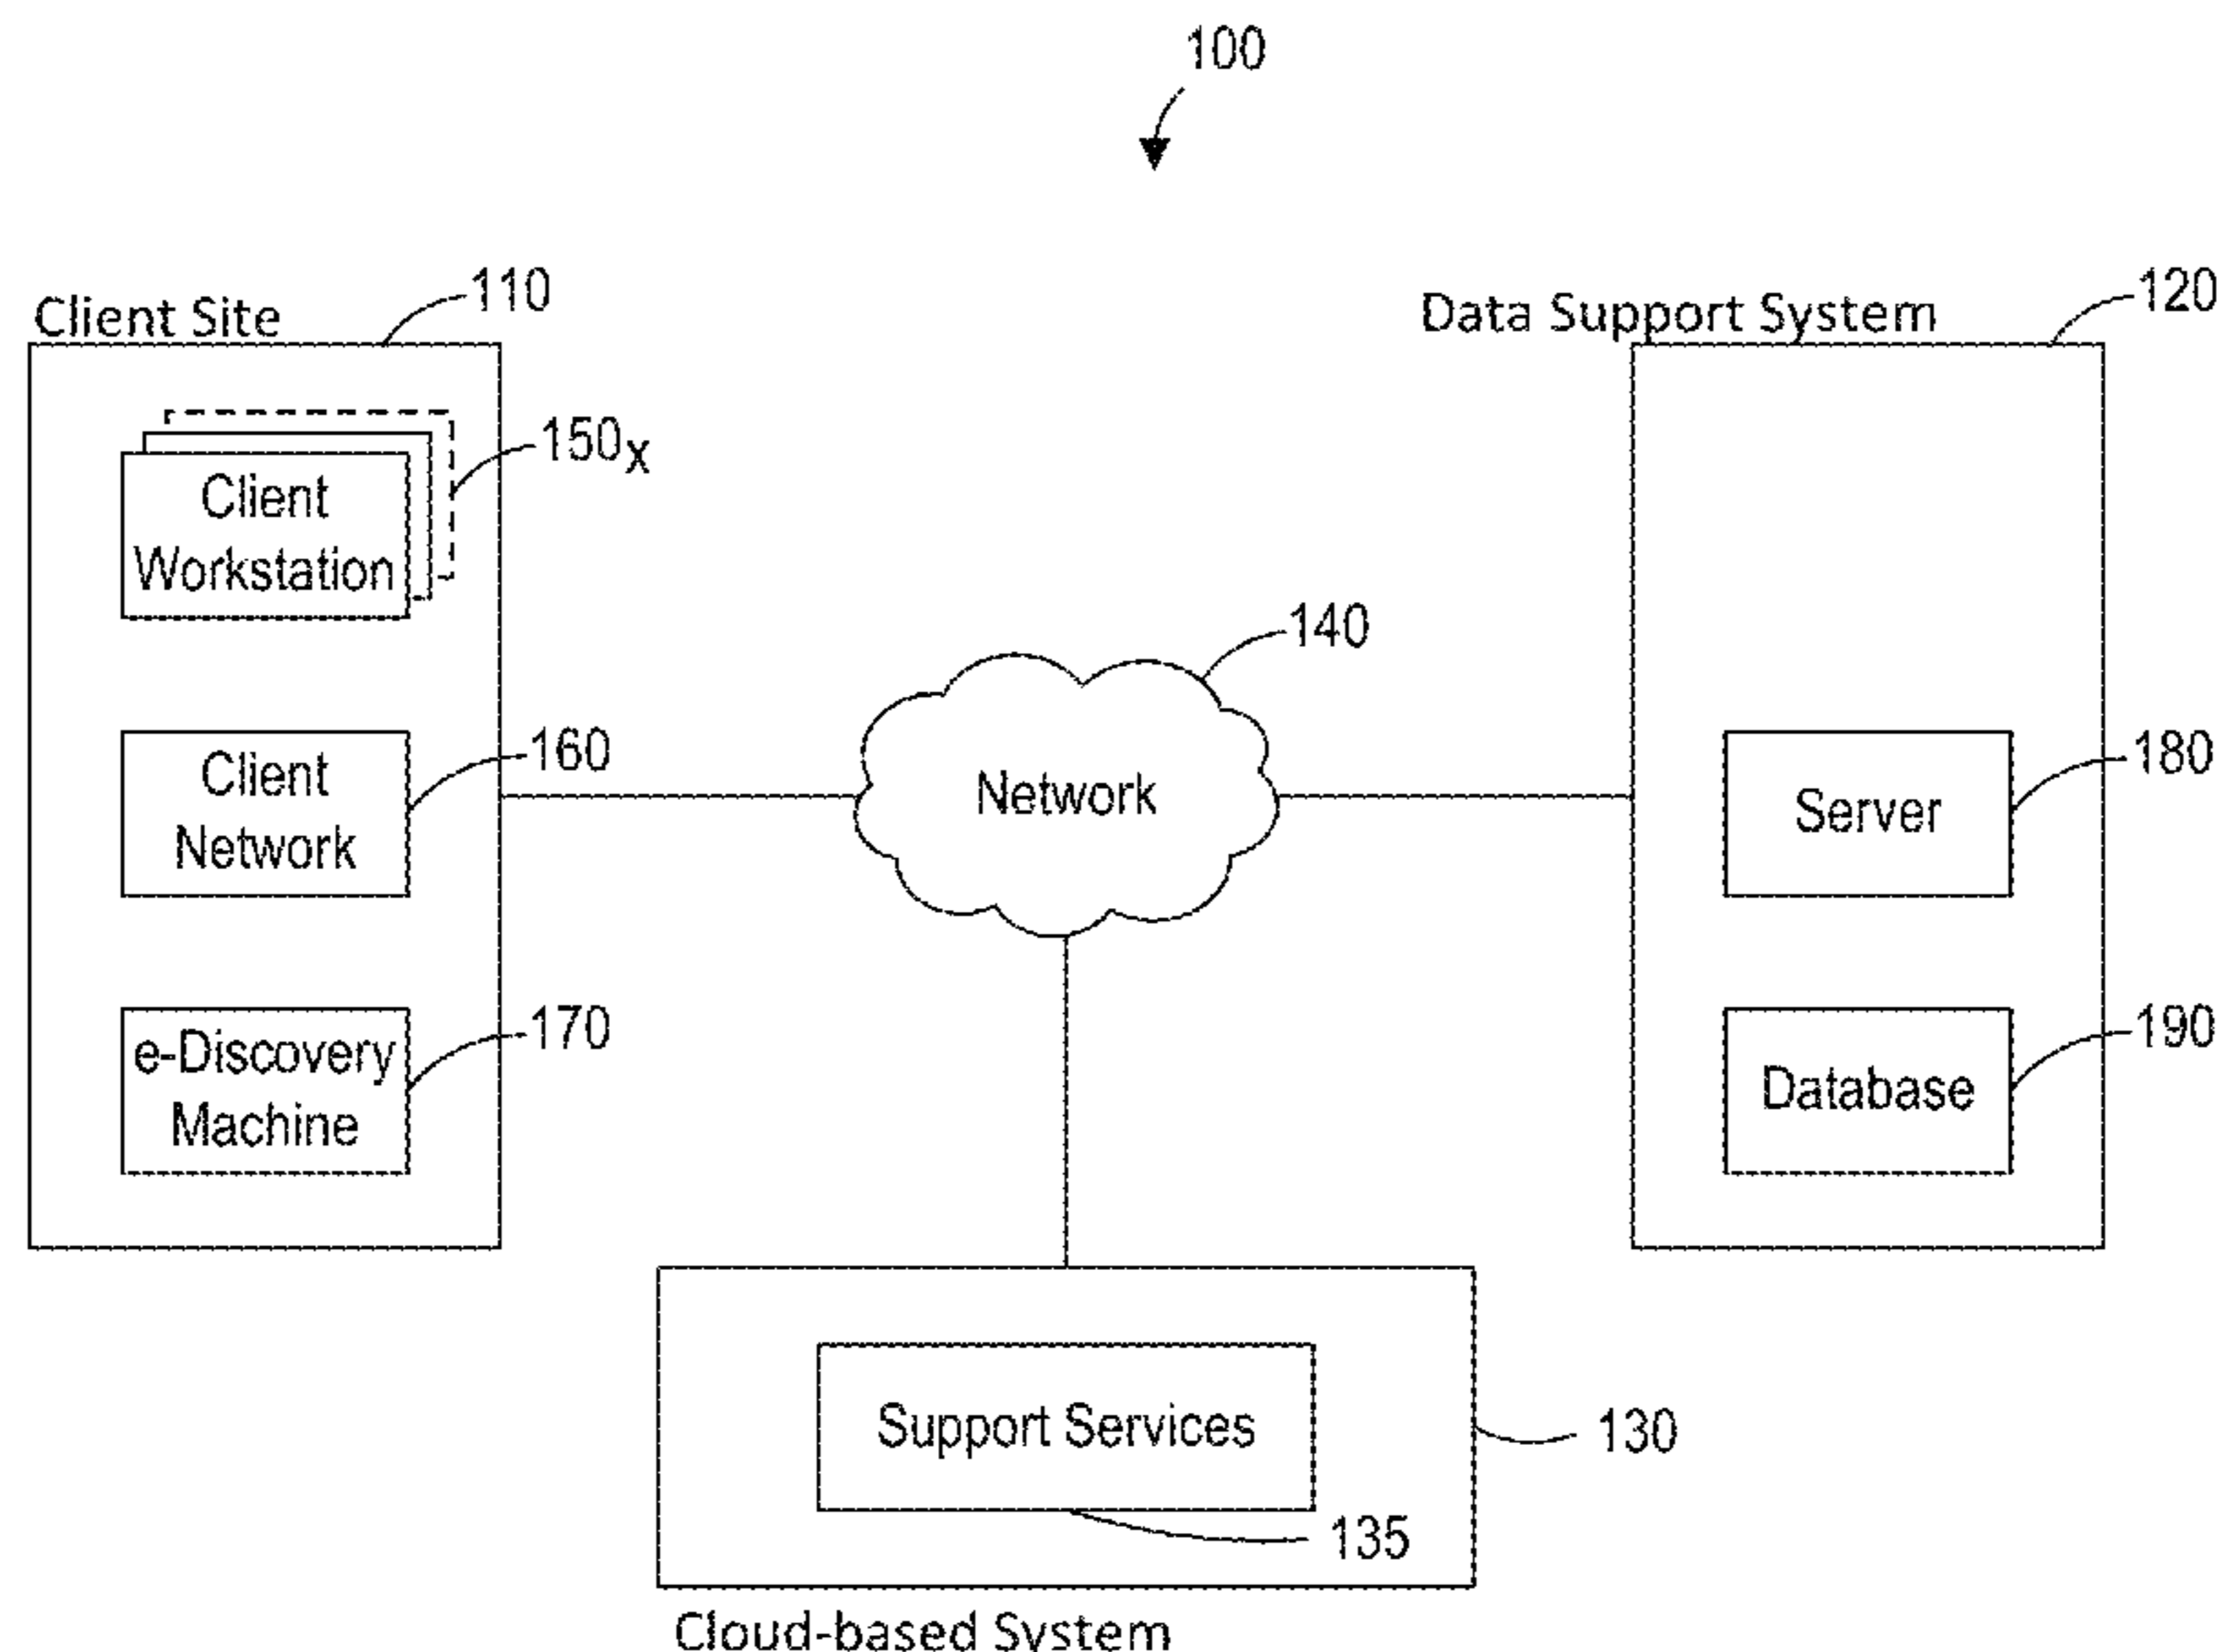 100
Client Site
110
Data Support System
120
Client
Workstation
150X
140
Client
Network
160
Network
Server
180
e-Discovery
Machine
170
Database
190
Support Services
130
135
Cloud-based System